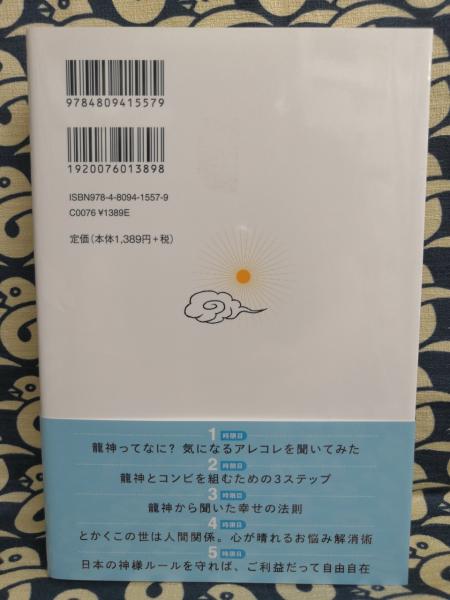 9784809415579
1920076013898
ISBN978-4-8094-1557-9
C0076 ¥1389E
定価(本体1,389円+税)
1 時限目
龍神ってなに? 気になるアレコレを聞いてみた
2 時限目
龍神とコンビを組むための3ステップ
3 時限目
龍神から聞いた幸せの法則
4 時限目
とかくこの世は人間関係。心が晴れるお悩み解消術
5 時限目
日本の神様ルールを守れば、ご利益だって自由自在